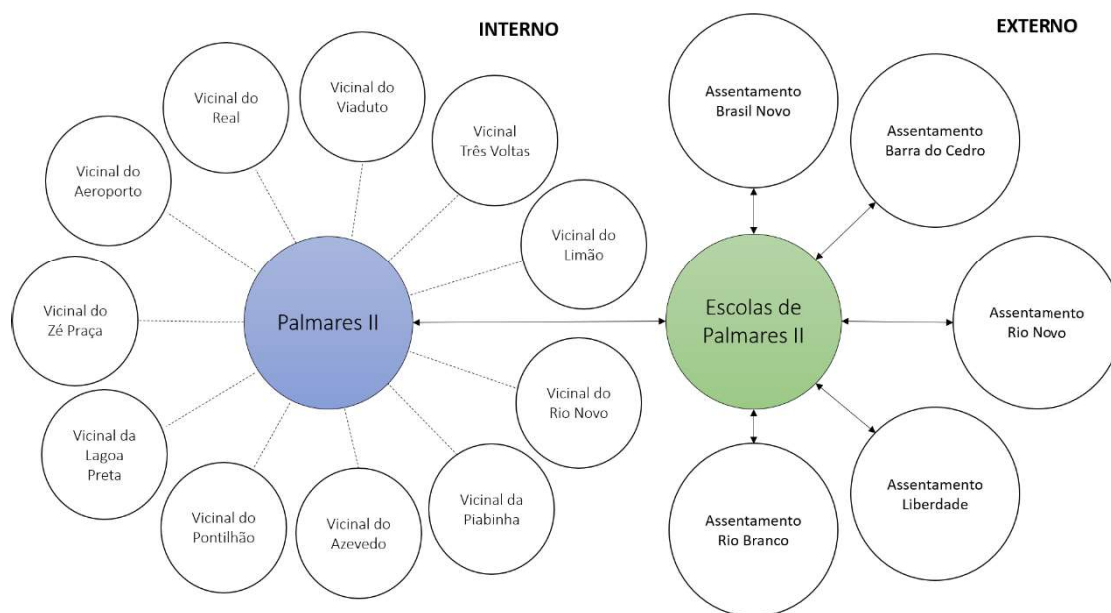 INTERNO
EXTERNO
Vicinal do
Real
Vicinal do
Viaduto
Vicinal
Três Voltas
Vicinal do
Aeroporto
Vicinal do
Limão
Vicinal do
Zé Praça
Palmares II
Vicinal do
Rio Novo
Vicinal da
Lagoa
Preta
Vicinal do
Pontilhão
Vicinal do
Azevedo
Vicinal da
Piabinha
Assentamento
Brasil Novo
Assentamento
Barra do Cedro
Escolas de
Palmares II
Assentamento
Rio Novo
Assentamento
Liberdade
Assentamento
Rio Branco